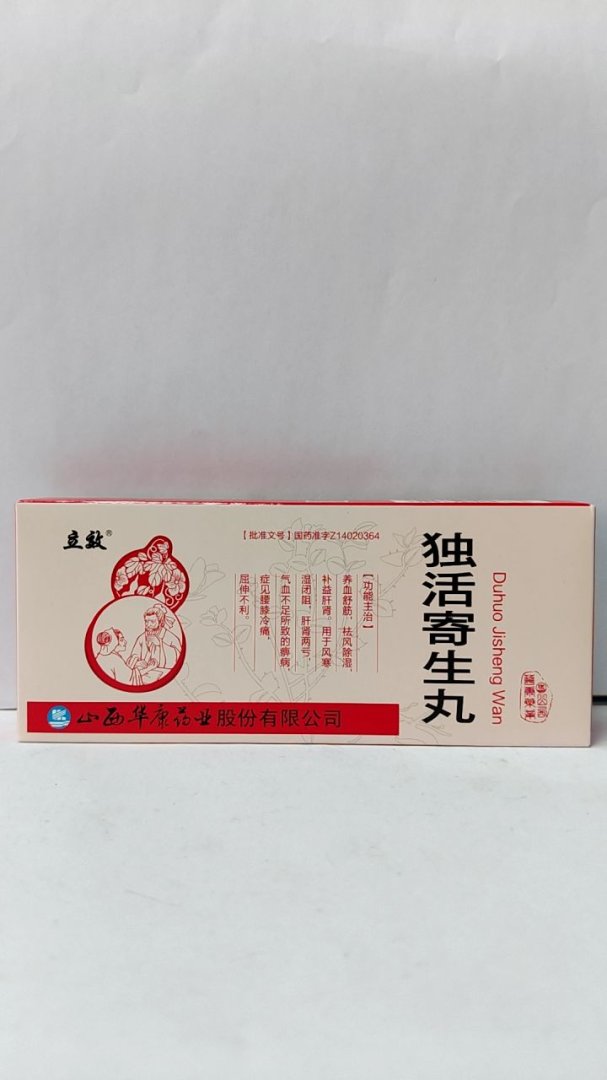 立效®
【批准文号】国药准字Z14020364
独活寄生丸
Duhuo Jisheng Wan
【功能主治】
养血舒筋，祛风除湿，
补益肝肾。用于风寒
湿闭阻，肝肾两亏，
气血不足所致的痹病，
症见腰膝冷痛，
屈伸不利。
山西华康药业股份有限公司